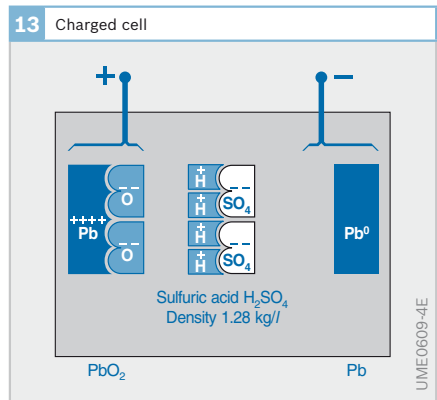 13 Charged cell
+ −
++++
Pb
− −
O
− −
O
+
H
+
H
− −
SO₄
+
H
+
H
− −
SO₄
Pb⁰
Sulfuric acid H₂SO₄
Density 1.28 kg/l
PbO₂ Pb
UME0609-4E